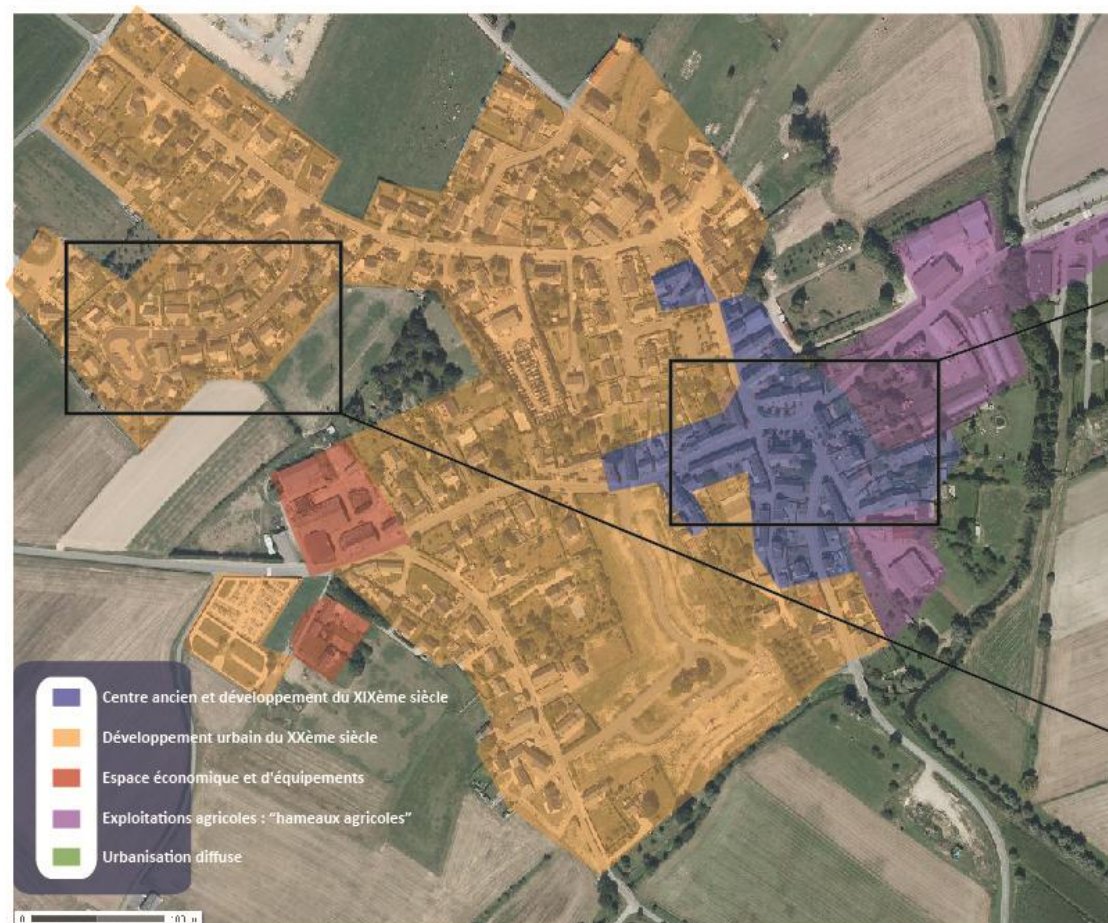 Centre ancien et développement du XIXème siècle
Développement urbain du XXème siècle
Espace économique et d'équipements
Exploitations agricoles : "hameaux agricoles"
Urbanisation diffuse
0